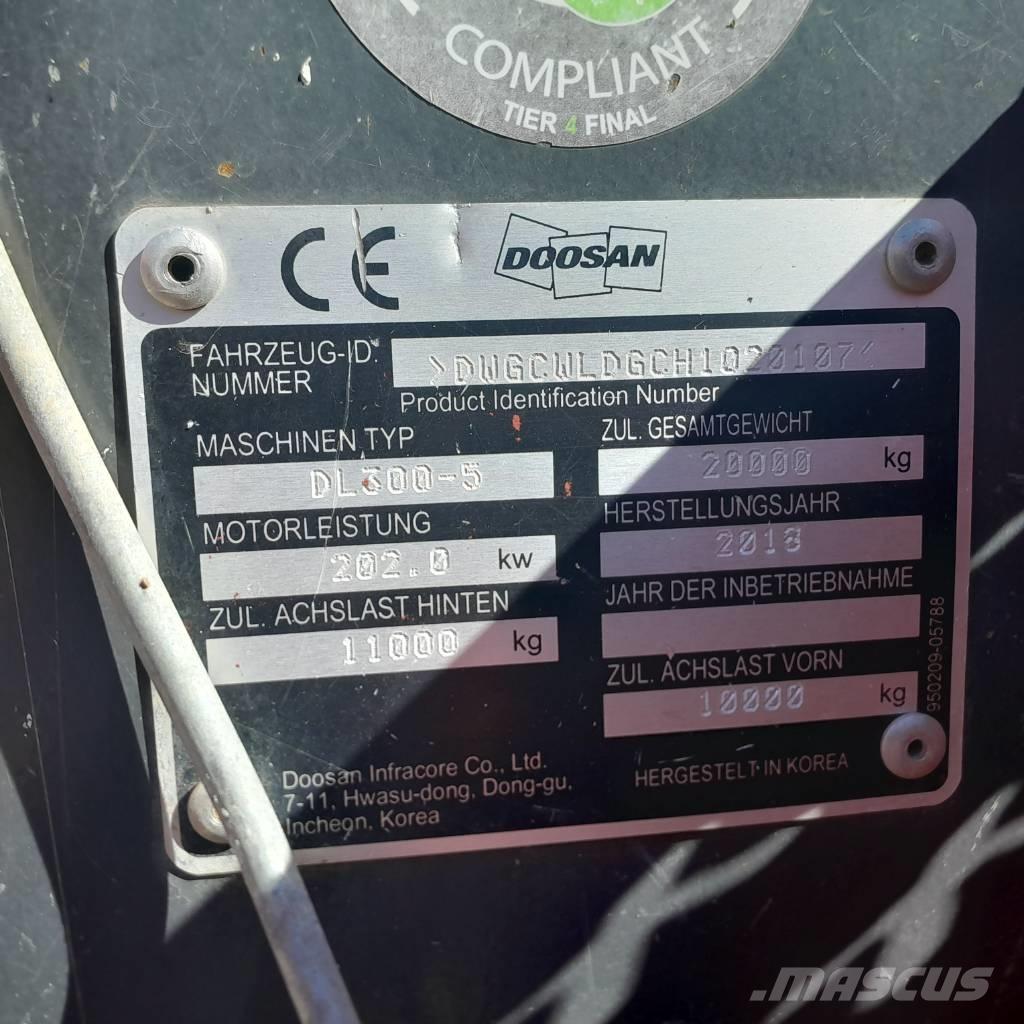 COMPLIANT
TIER 4 FINAL
CE
DOOSAN
FAHRZEUG-ID.
NUMMER
>DWGCWLDGCH1020107<
Product Identification Number
MASCHINEN TYP
DL300-5
ZUL. GESAMTGEWICHT
20000 kg
MOTORLEISTUNG
202.0 kw
HERSTELLUNGSJAHR
2018
ZUL. ACHSLAST HINTEN
11000 kg
JAHR DER INBETRIEBNAHME
ZUL. ACHSLAST VORN
10000 kg
950209-05788
Doosan Infracore Co., Ltd.
7-11, Hwasu-dong, Dong-gu,
Incheon, Korea
HERGESTELT IN KOREA
MASCUS